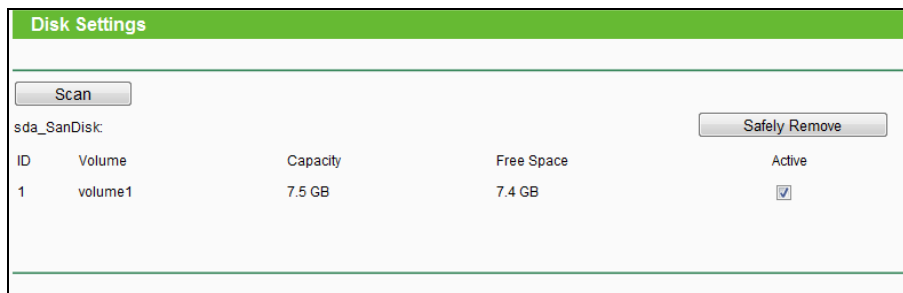 Disk Settings
Scan
sda_SanDisk:
Safely Remove
ID Volume Capacity Free Space Active
1 volume1 7.5 GB 7.4 GB